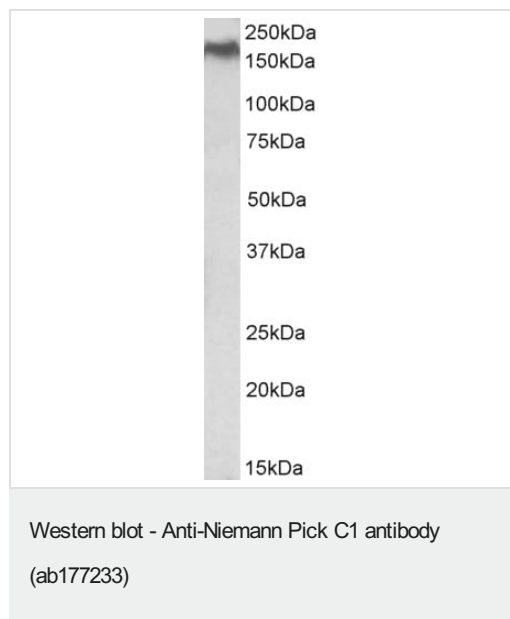 250kDa
150kDa
100kDa
75kDa
50kDa
37kDa
25kDa
20kDa
15kDa
Western blot - Anti-Niemann Pick C1 antibody
(ab177233)